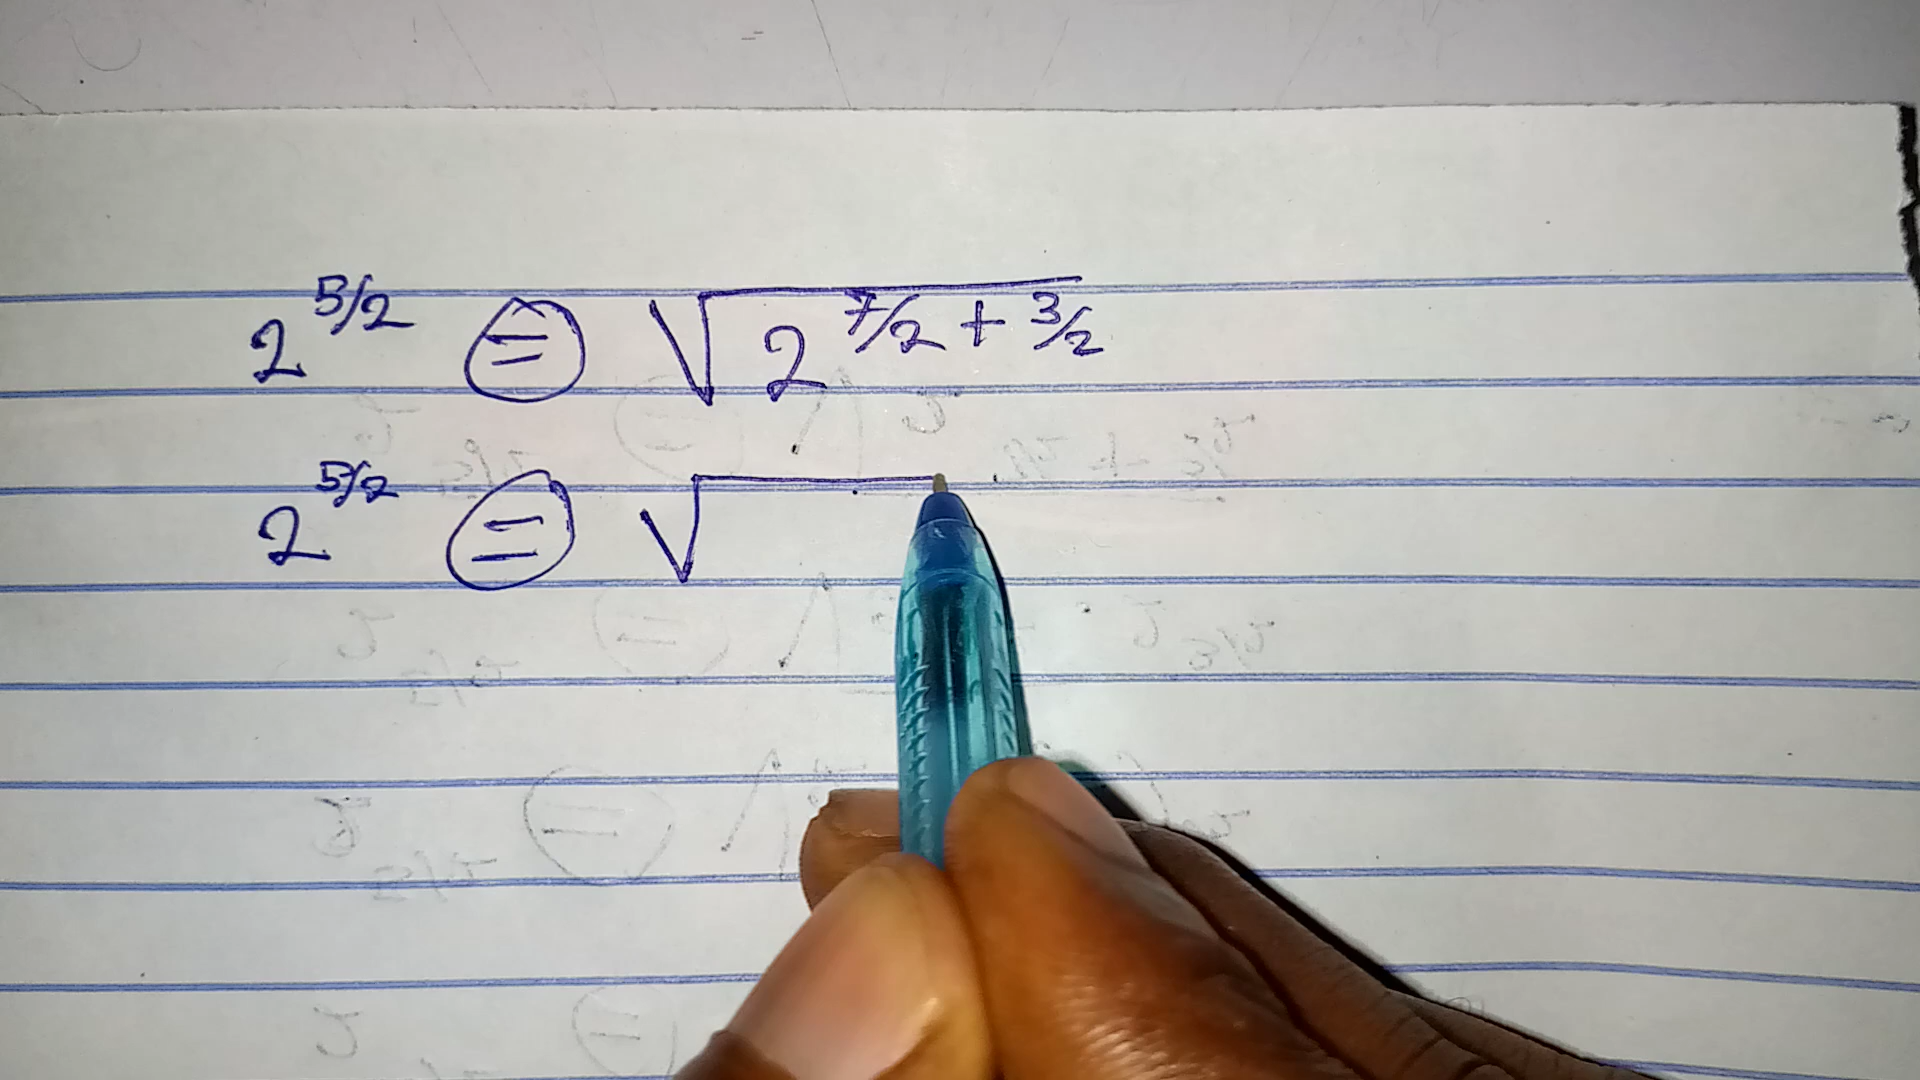 2^{5/2} = √2^{7/2 + 3/2}
2^{5/2} = √